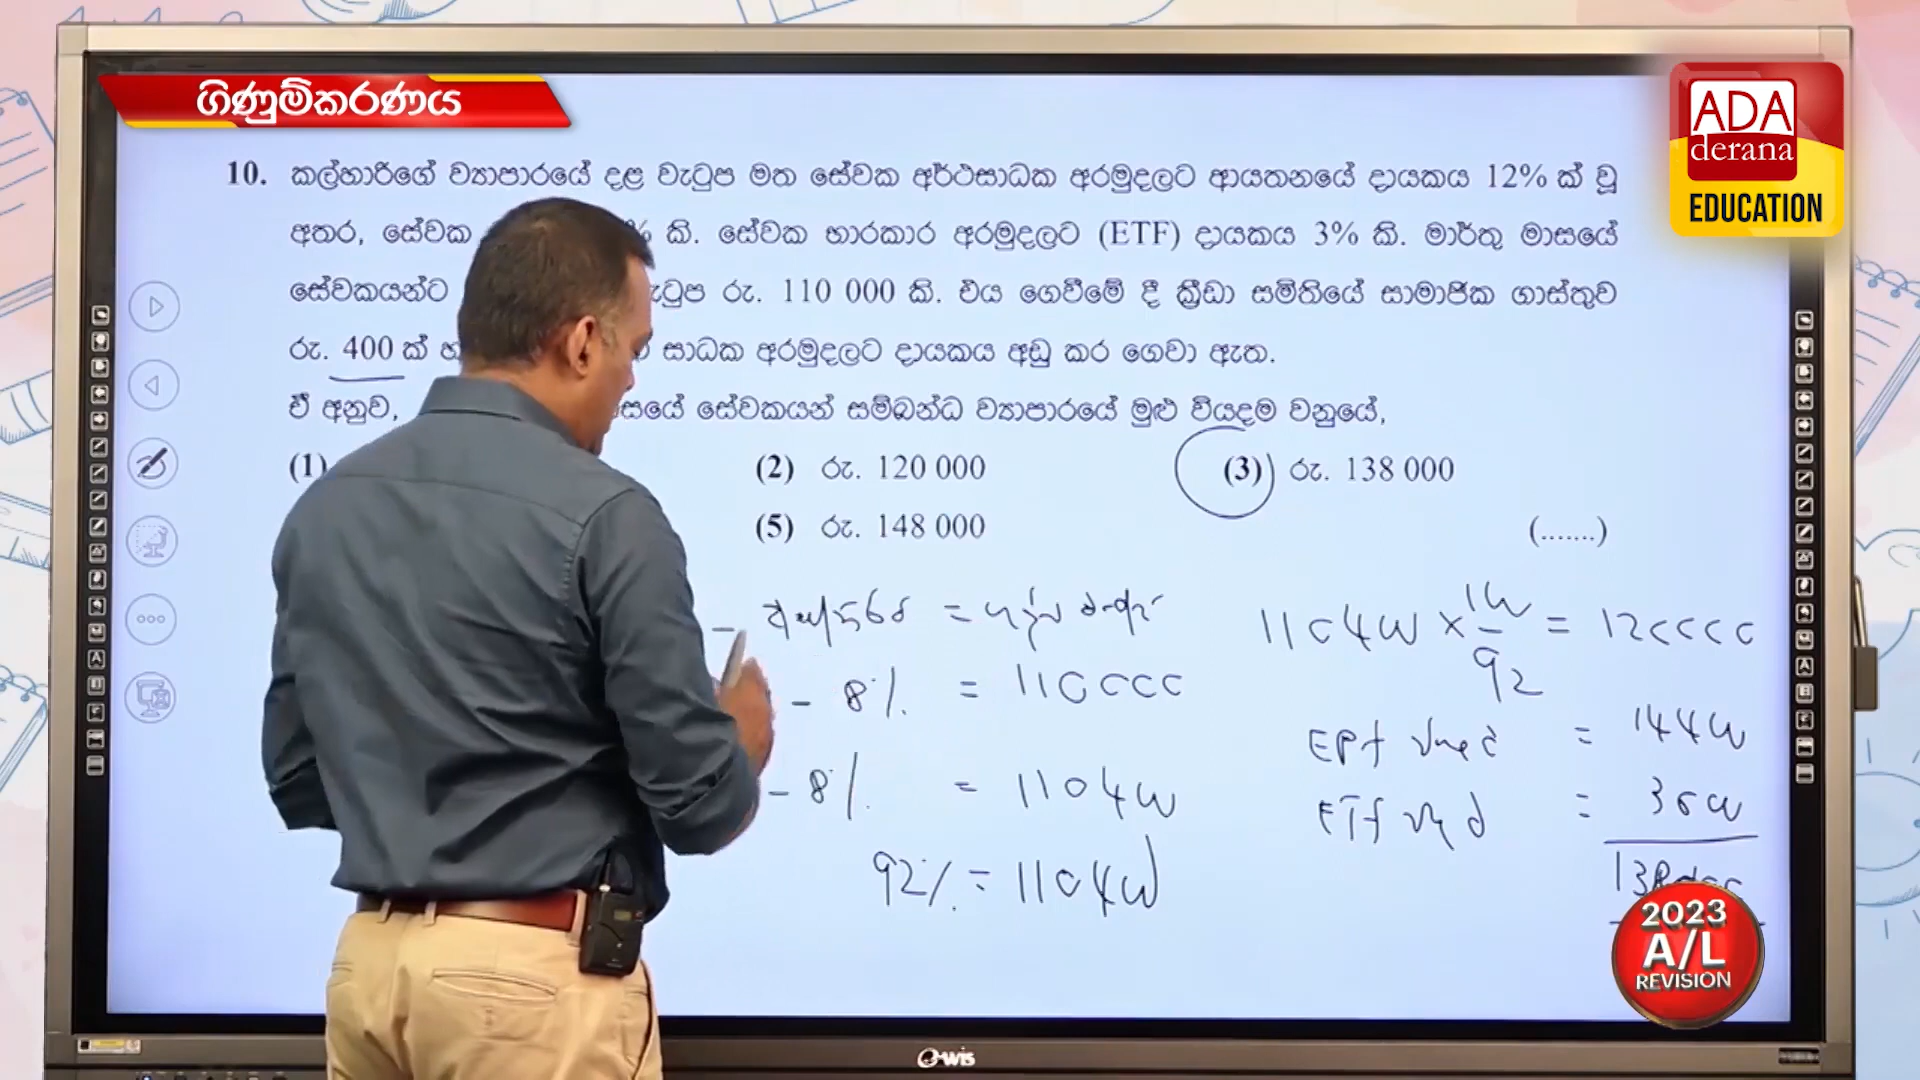 ගිණුම්කරණය
ADA
derana
EDUCATION
10. කල්හාරිගේ ව්‍යාපාරයේ දළ වැටුප මත සේවක අර්ථසාධක අරමුදලට ආයතනයේ දායකය 12% ක් වූ
අතර, සේවක % කි. සේවක භාරකාර අරමුදලට (ETF) දායකය 3% කි. මාර්තු මාසයේ
සේවකයන්ට රු. 110 000 කි. එය ගෙවීමේ දී ක්‍රීඩා සමිතියේ සාමාජික ගාස්තුව
රු. 400 ක් සාධක අරමුදලට දායකය අඩු කර ගෙවා ඇත.
ඒ අනුව, සේවකයන් සම්බන්ධ ව්‍යාපාරයේ මුළු වියදම වනුයේ,
(1) (2) රු. 120 000 (3) රු. 138 000
(5) රු. 148 000
(.......)
- 8% = 110000
- 8% = 110400
92% = 110400
110400 × 100/92 = 120000
EPF = 14400
ETF = 3600
138000
2023
A/L
REVISION